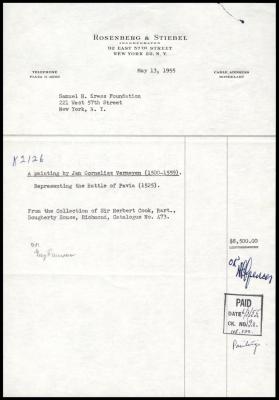 ROSENBERG & STIEBEL
INCORPORATED
32 EAST 57TH STREET
NEW YORK 22, N.Y.
TELEPHONE
CABLE ADDRESS
May 13, 1955
Samuel H. Kress Foundation
221 West 57th Street
New York, N. Y.
K2126
A painting by Jan Cornelisz Vermeyen (1500-1559).
Representing the Battle of Pavia (1525).
From the Collection of Sir Herbert Cook, Bart.,
Doughty House, Richmond, Catalogue No. 473.
$8,500.00
OK
PAID
DATE
CK. NO.